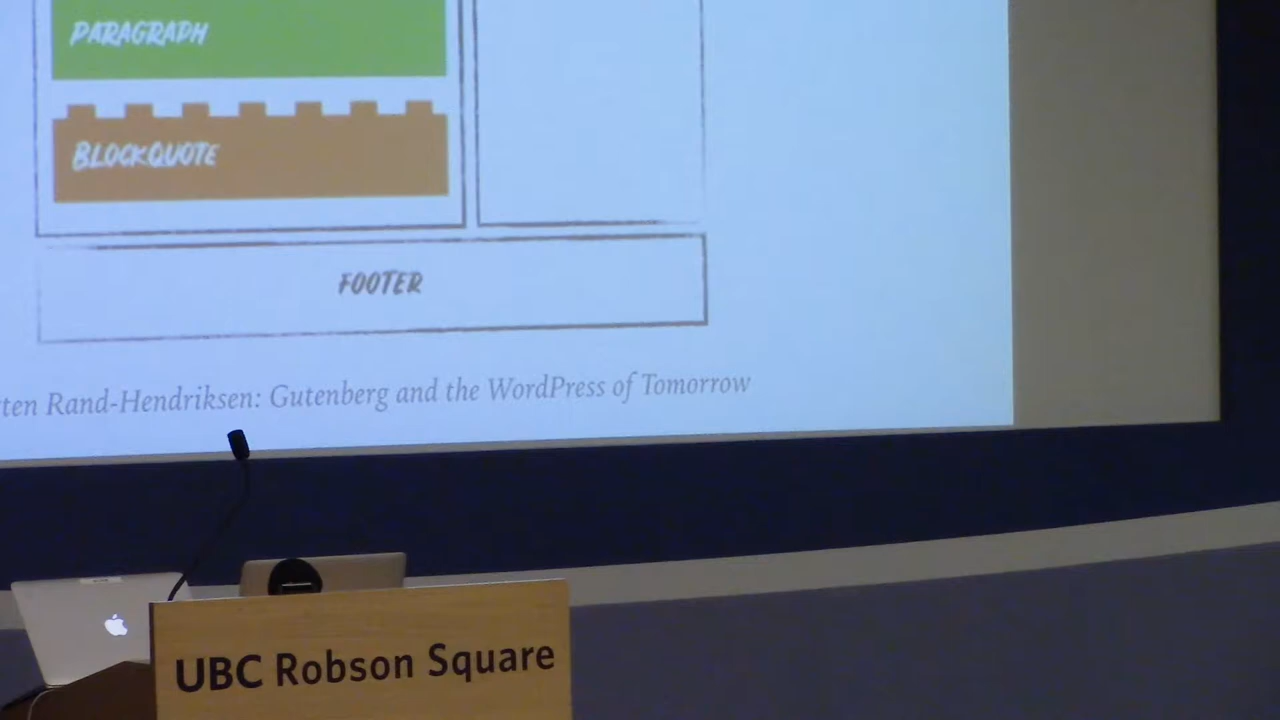 PARAGRAPH
BLOCKQUOTE
FOOTER
Rand-Hendriksen: Gutenberg and the WordPress of Tomorrow
UBC Robson Square